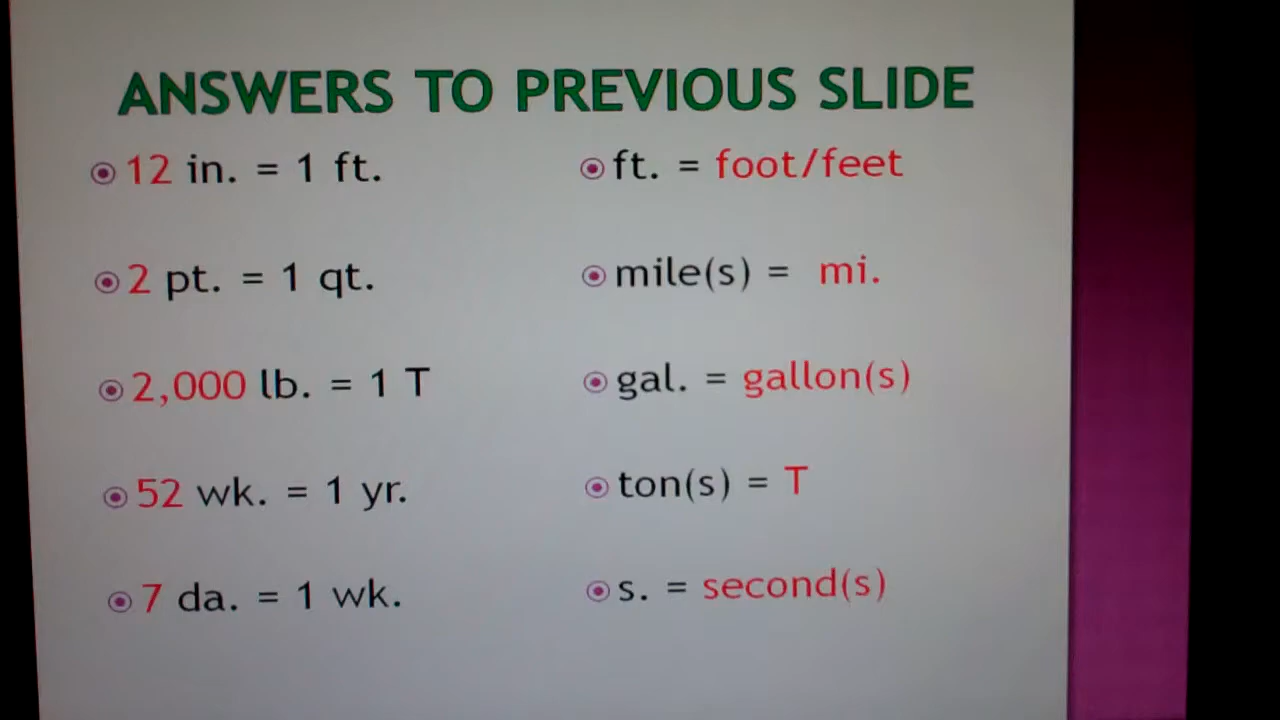 ANSWERS TO PREVIOUS SLIDE
12 in. = 1 ft.
2 pt. = 1 qt.
2,000 lb. = 1 T
52 wk. = 1 yr.
7 da. = 1 wk.
ft. = foot/feet
mile(s) = mi.
gal. = gallon(s)
ton(s) = T
s. = second(s)